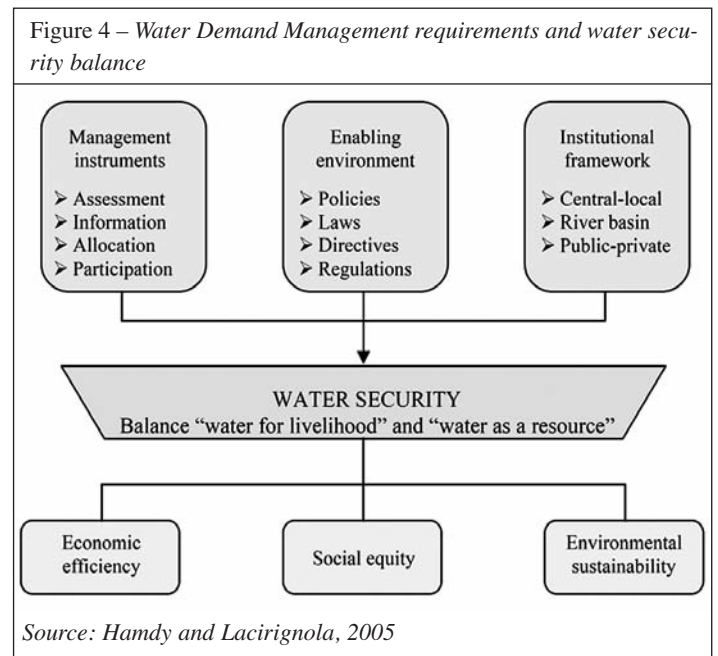 Figure 4 – Water Demand Management requirements and water secu-
rity balance
Management
instruments
➢ Assessment
➢ Information
➢ Allocation
➢ Participation
Enabling
environment
➢ Policies
➢ Laws
➢ Directives
➢ Regulations
Institutional
framework
➢ Central-local
➢ River basin
➢ Public-private
WATER SECURITY
Balance “water for livelihood” and “water as a resource”
Economic
efficiency
Social equity
Environmental
sustainability
Source: Hamdy and Lacirignola, 2005